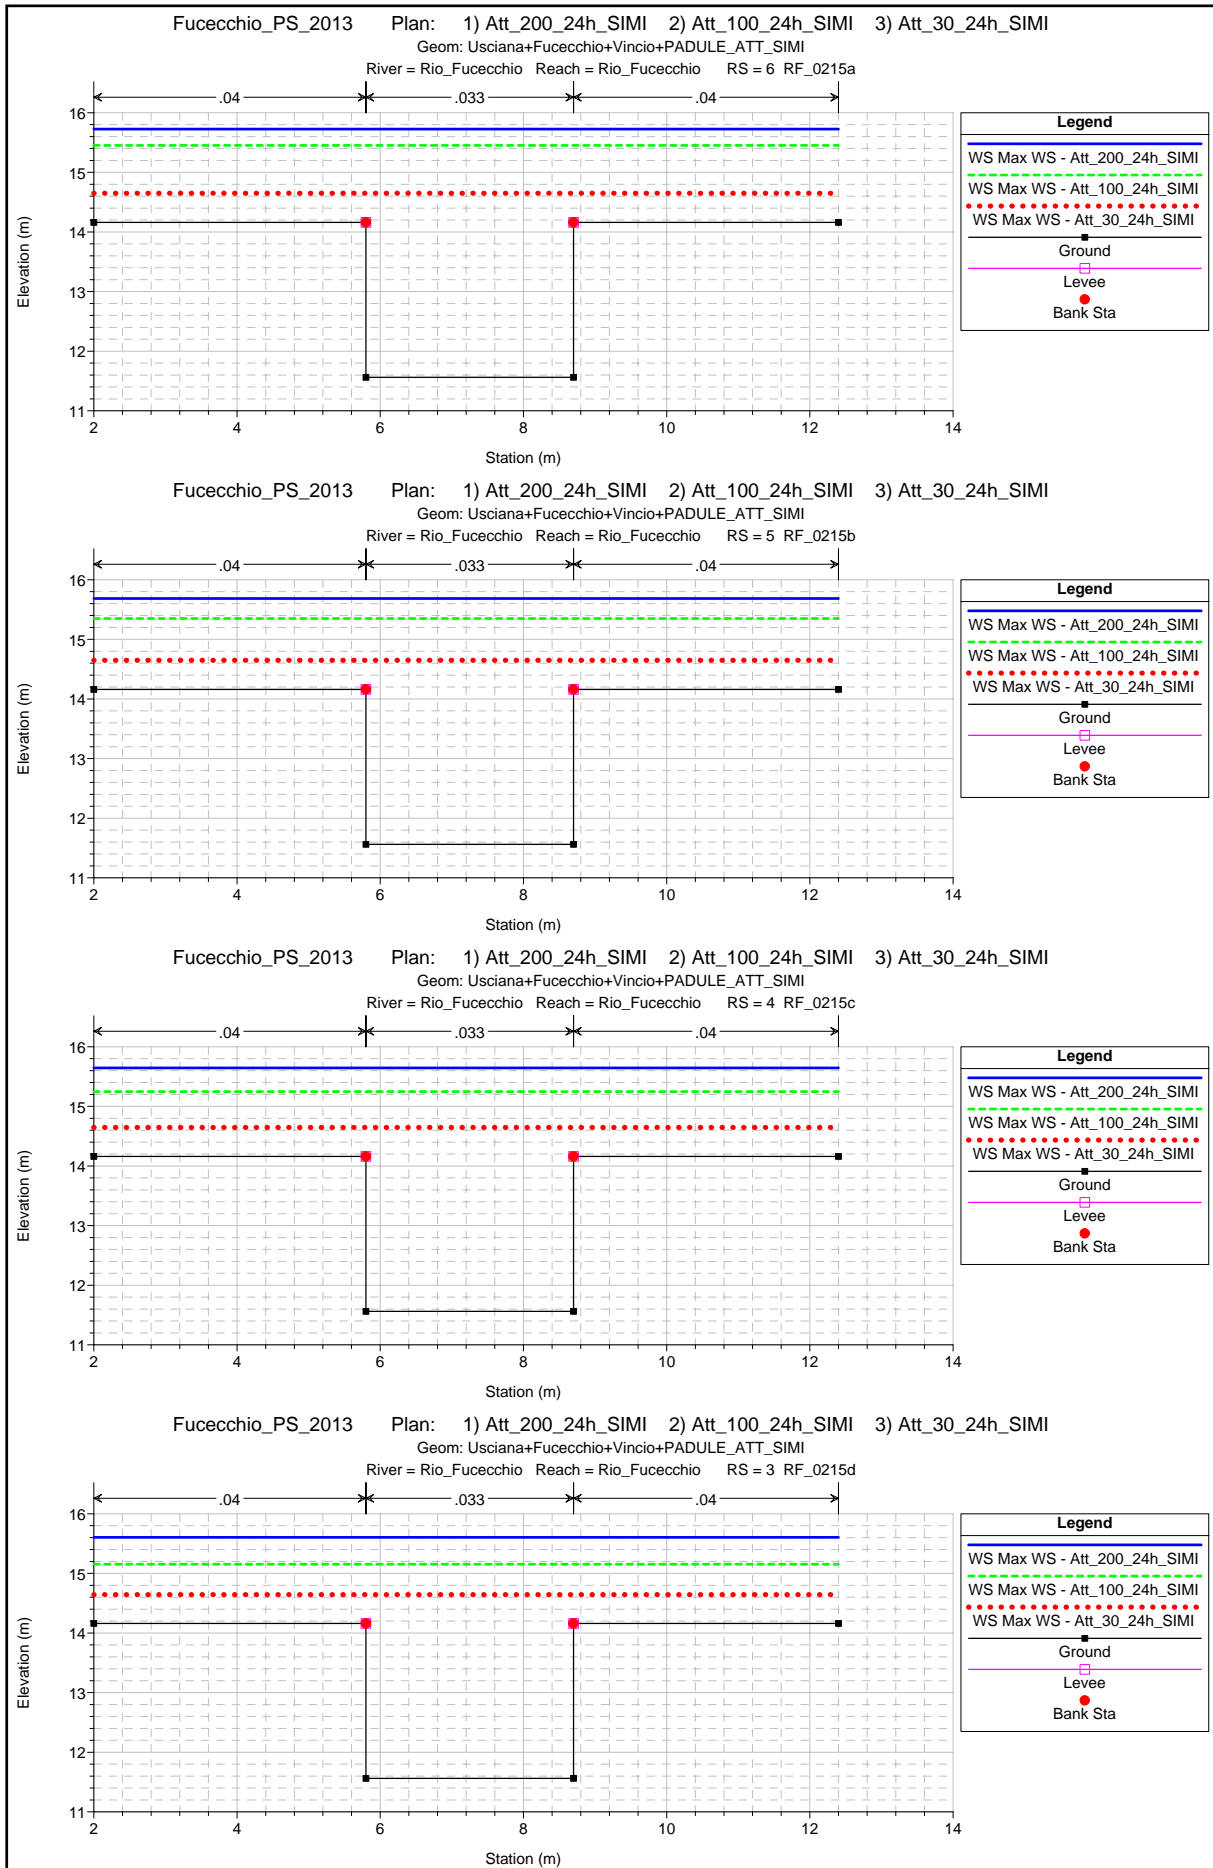 Fucecchio_PS_2013 Plan: 1) Att_200_24h_SIMI 2) Att_100_24h_SIMI 3) Att_30_24h_SIMI
Geom: Usciana+Fucecchio+Vincio+PADULE_ATT_SIMI
River = Rio_Fucecchio Reach = Rio_Fucecchio RS = 6 RF_0215a
.04 .033 .04
16
15
14
13
12
11
Elevation (m)
2 4 6 8 10 12 14
Station (m)
Legend
WS Max WS - Att_200_24h_SIMI
WS Max WS - Att_100_24h_SIMI
WS Max WS - Att_30_24h_SIMI
Ground
Levee
Bank Sta
Fucecchio_PS_2013 Plan: 1) Att_200_24h_SIMI 2) Att_100_24h_SIMI 3) Att_30_24h_SIMI
Geom: Usciana+Fucecchio+Vincio+PADULE_ATT_SIMI
River = Rio_Fucecchio Reach = Rio_Fucecchio RS = 5 RF_0215b
.04 .033 .04
16
15
14
13
12
11
Elevation (m)
2 4 6 8 10 12 14
Station (m)
Legend
WS Max WS - Att_200_24h_SIMI
WS Max WS - Att_100_24h_SIMI
WS Max WS - Att_30_24h_SIMI
Ground
Levee
Bank Sta
Fucecchio_PS_2013 Plan: 1) Att_200_24h_SIMI 2) Att_100_24h_SIMI 3) Att_30_24h_SIMI
Geom: Usciana+Fucecchio+Vincio+PADULE_ATT_SIMI
River = Rio_Fucecchio Reach = Rio_Fucecchio RS = 4 RF_0215c
.04 .033 .04
16
15
14
13
12
11
Elevation (m)
2 4 6 8 10 12 14
Station (m)
Legend
WS Max WS - Att_200_24h_SIMI
WS Max WS - Att_100_24h_SIMI
WS Max WS - Att_30_24h_SIMI
Ground
Levee
Bank Sta
Fucecchio_PS_2013 Plan: 1) Att_200_24h_SIMI 2) Att_100_24h_SIMI 3) Att_30_24h_SIMI
Geom: Usciana+Fucecchio+Vincio+PADULE_ATT_SIMI
River = Rio_Fucecchio Reach = Rio_Fucecchio RS = 3 RF_0215d
.04 .033 .04
16
15
14
13
12
11
Elevation (m)
2 4 6 8 10 12 14
Station (m)
Legend
WS Max WS - Att_200_24h_SIMI
WS Max WS - Att_100_24h_SIMI
WS Max WS - Att_30_24h_SIMI
Ground
Levee
Bank Sta